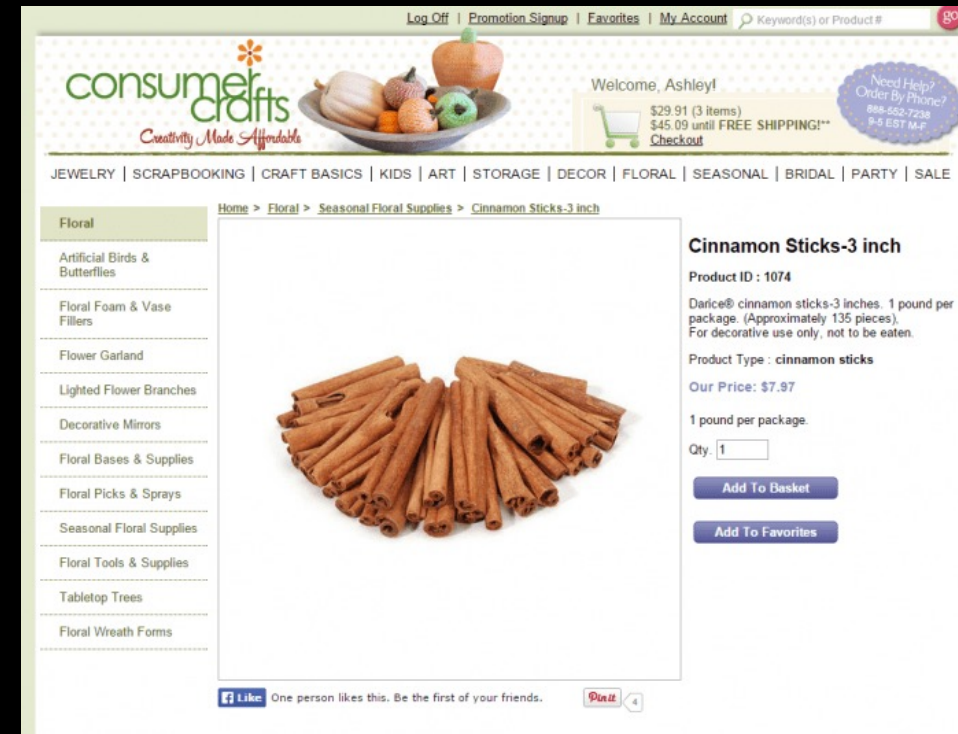 Log Off | Promotion Signup | Favorites | My Account Keyword(s) or Product # go
consumer
crafts
Creativity Made Affordable
Welcome, Ashley!
$29.91 (3 items)
$45.09 until FREE SHIPPING!**
Checkout
Need Help?
Order By Phone?
888-552-7238
9-5 EST M-F
JEWELRY | SCRAPBOOKING | CRAFT BASICS | KIDS | ART | STORAGE | DECOR | FLORAL | SEASONAL | BRIDAL | PARTY | SALE
Home > Floral > Seasonal Floral Supplies > Cinnamon Sticks-3 inch
Floral
Artificial Birds &
Butterflies
Floral Foam & Vase
Fillers
Flower Garland
Lighted Flower Branches
Decorative Mirrors
Floral Bases & Supplies
Floral Picks & Sprays
Seasonal Floral Supplies
Floral Tools & Supplies
Tabletop Trees
Floral Wreath Forms
Cinnamon Sticks-3 inch
Product ID : 1074
Darice® cinnamon sticks-3 inches. 1 pound per
package. (Approximately 135 pieces),
For decorative use only, not to be eaten.
Product Type : cinnamon sticks
Our Price: $7.97
1 pound per package.
Qty. 1
Add To Basket
Add To Favorites
f Like One person likes this. Be the first of your friends. Pin it 4